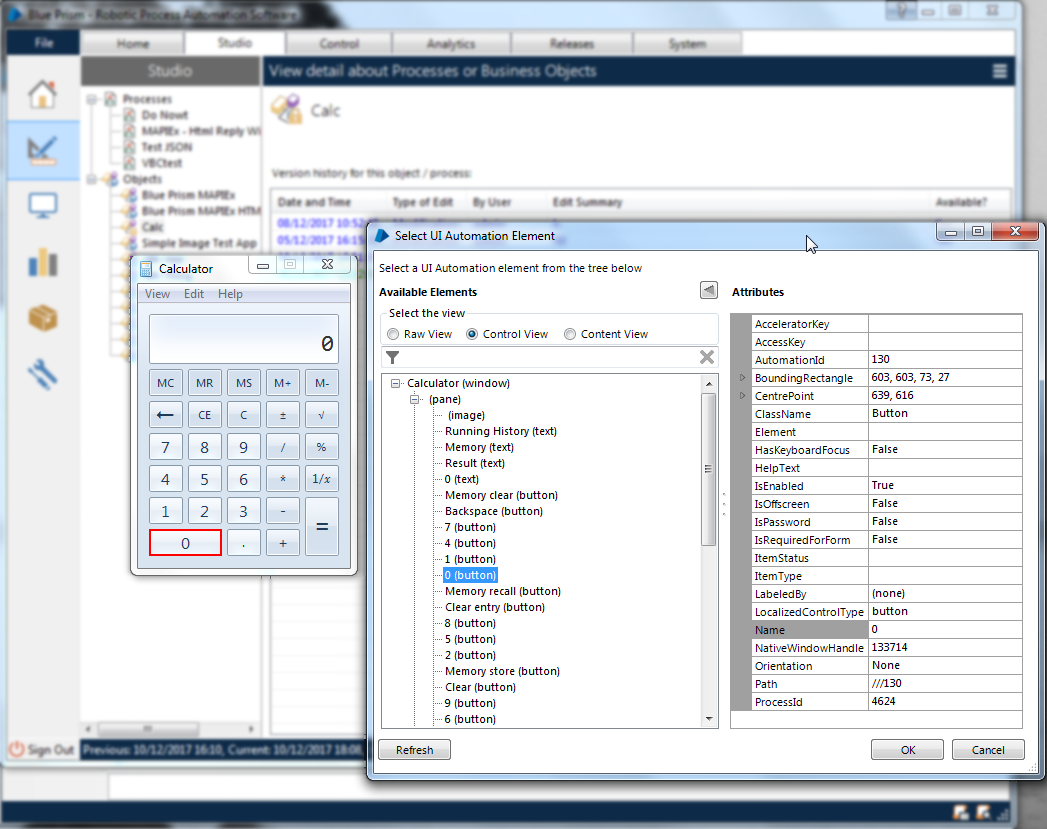 Blue Prism - Robotic Process Automation Software
File
Home
Studio
Control
Analytics
Releases
System
Studio
View detail about Processes or Business Objects
Processes
Do Nowt
MAPIEx - Html Reply Wi
Test JSON
VBCtest
Objects
Blue Prism MAPIEx
Blue Prism MAPIEx HTM
Calc
Simple Image Test App
Calc
Version history for this object / process:
Date and Time
Type of Edit
By User
Edit Summary
Available?
08/12/2017 10:52
05/12/2017 16:15
Sign Out
Previous: 10/12/2017 16:10, Current: 10/12/2017 18:08,
Calculator
View Edit Help
0
MC MR MS M+ M-
← CE C ± √
7 8 9 / %
4 5 6 * 1/x
1 2 3 - =
0 . +
Select UI Automation Element
Select a UI Automation element from the tree below
Available Elements
Select the view
Raw View
Control View
Content View
Calculator (window)
(pane)
(image)
Running History (text)
Memory (text)
Result (text)
0 (text)
Memory clear (button)
Backspace (button)
7 (button)
4 (button)
1 (button)
0 (button)
Memory recall (button)
Clear entry (button)
8 (button)
5 (button)
2 (button)
Memory store (button)
Clear (button)
9 (button)
6 (button)
Refresh
Attributes
AcceleratorKey
AccessKey
AutomationId 130
BoundingRectangle 603, 603, 73, 27
CentrePoint 639, 616
ClassName Button
Element
HasKeyboardFocus False
HelpText
IsEnabled True
IsOffscreen False
IsPassword False
IsRequiredForForm False
ItemStatus
ItemType
LabeledBy (none)
LocalizedControlType button
Name 0
NativeWindowHandle 133714
Orientation None
Path ///130
ProcessId 4624
OK
Cancel